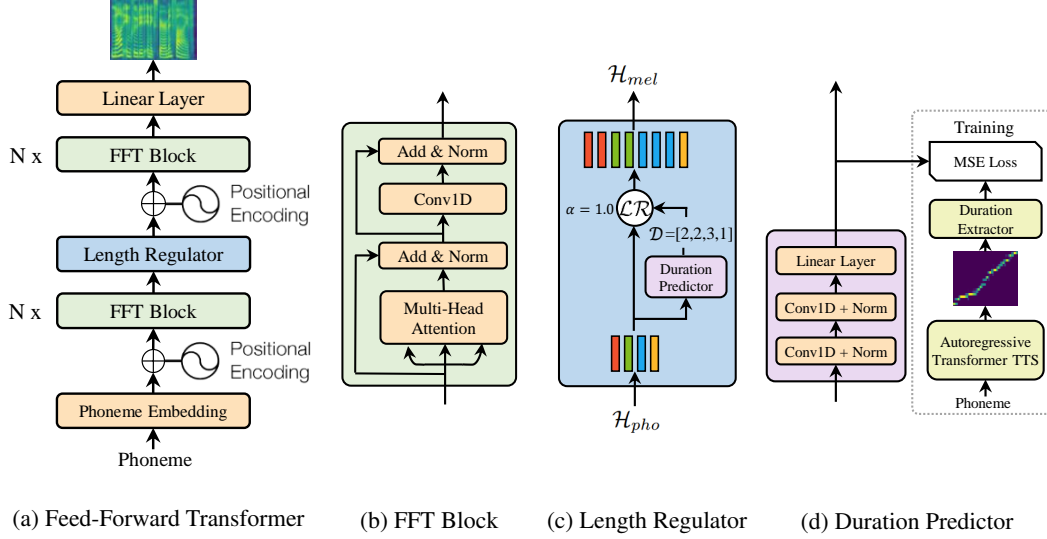 Linear Layer
N x
FFT Block
Positional
Encoding
Length Regulator
N x
FFT Block
Positional
Encoding
Phoneme Embedding
Phoneme
(a) Feed-Forward Transformer
Add & Norm
Conv1D
Add & Norm
Multi-Head
Attention
(b) FFT Block
𝓗mel
α = 1.0
𝓛𝓡
𝓓=[2,2,3,1]
Duration
Predictor
𝓗pho
(c) Length Regulator
Linear Layer
Conv1D + Norm
Conv1D + Norm
Training
MSE Loss
Duration
Extractor
Autoregressive
Transformer TTS
Phoneme
(d) Duration Predictor